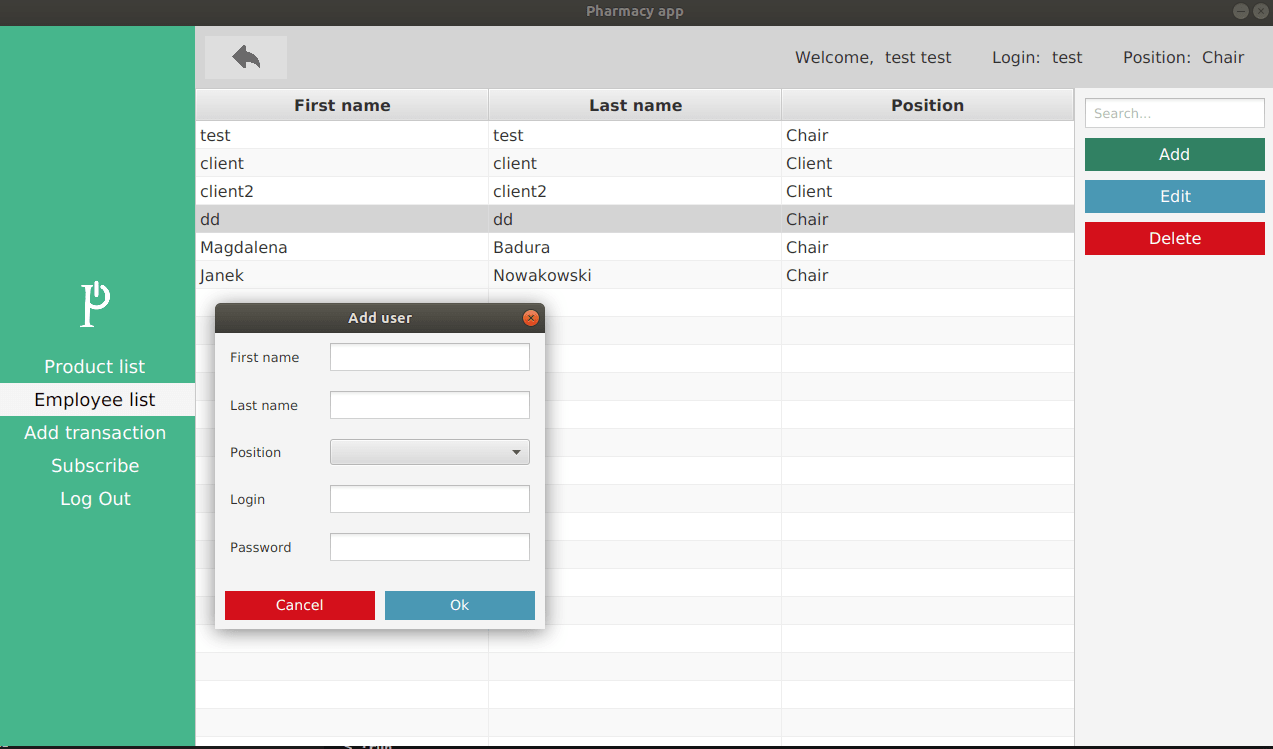 Pharmacy app
Welcome, test test Login: test Position: Chair
First name Last name Position
test test Chair
client client Client
client2 client2 Client
dd dd Chair
Magdalena Badura Chair
Janek Nowakowski Chair
Search...
Add
Edit
Delete
Product list
Employee list
Add transaction
Subscribe
Log Out
Add user
First name
Last name
Position
Login
Password
Cancel Ok